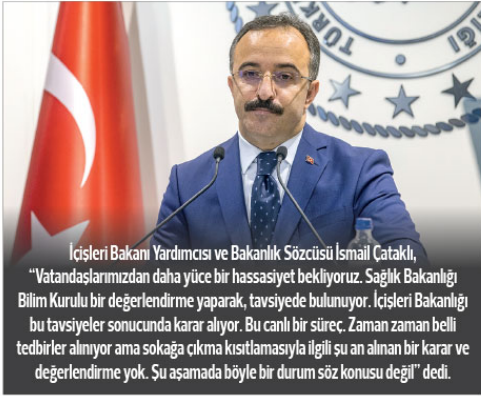 TÜRK
İçişleri Bakanı Yardımcısı ve Bakanlık Sözcüsü İsmail Çataklı,
“Vatandaşlarımızdan daha yüce bir hassasiyet bekliyoruz. Sağlık Bakanlığı
Bilim Kurulu bir değerlendirme yaparak, tavsiyede bulunuyor. İçişleri Bakanlığı
bu tavsiyeler sonucunda karar alıyor. Bu canlı bir süreç. Zaman zaman belli
tedbirler alınıyor ama sokağa çıkma kısıtlamasıyla ilgili şu an alınan bir karar ve
değerlendirme yok. Şu aşamada böyle bir durum söz konusu değil” dedi.